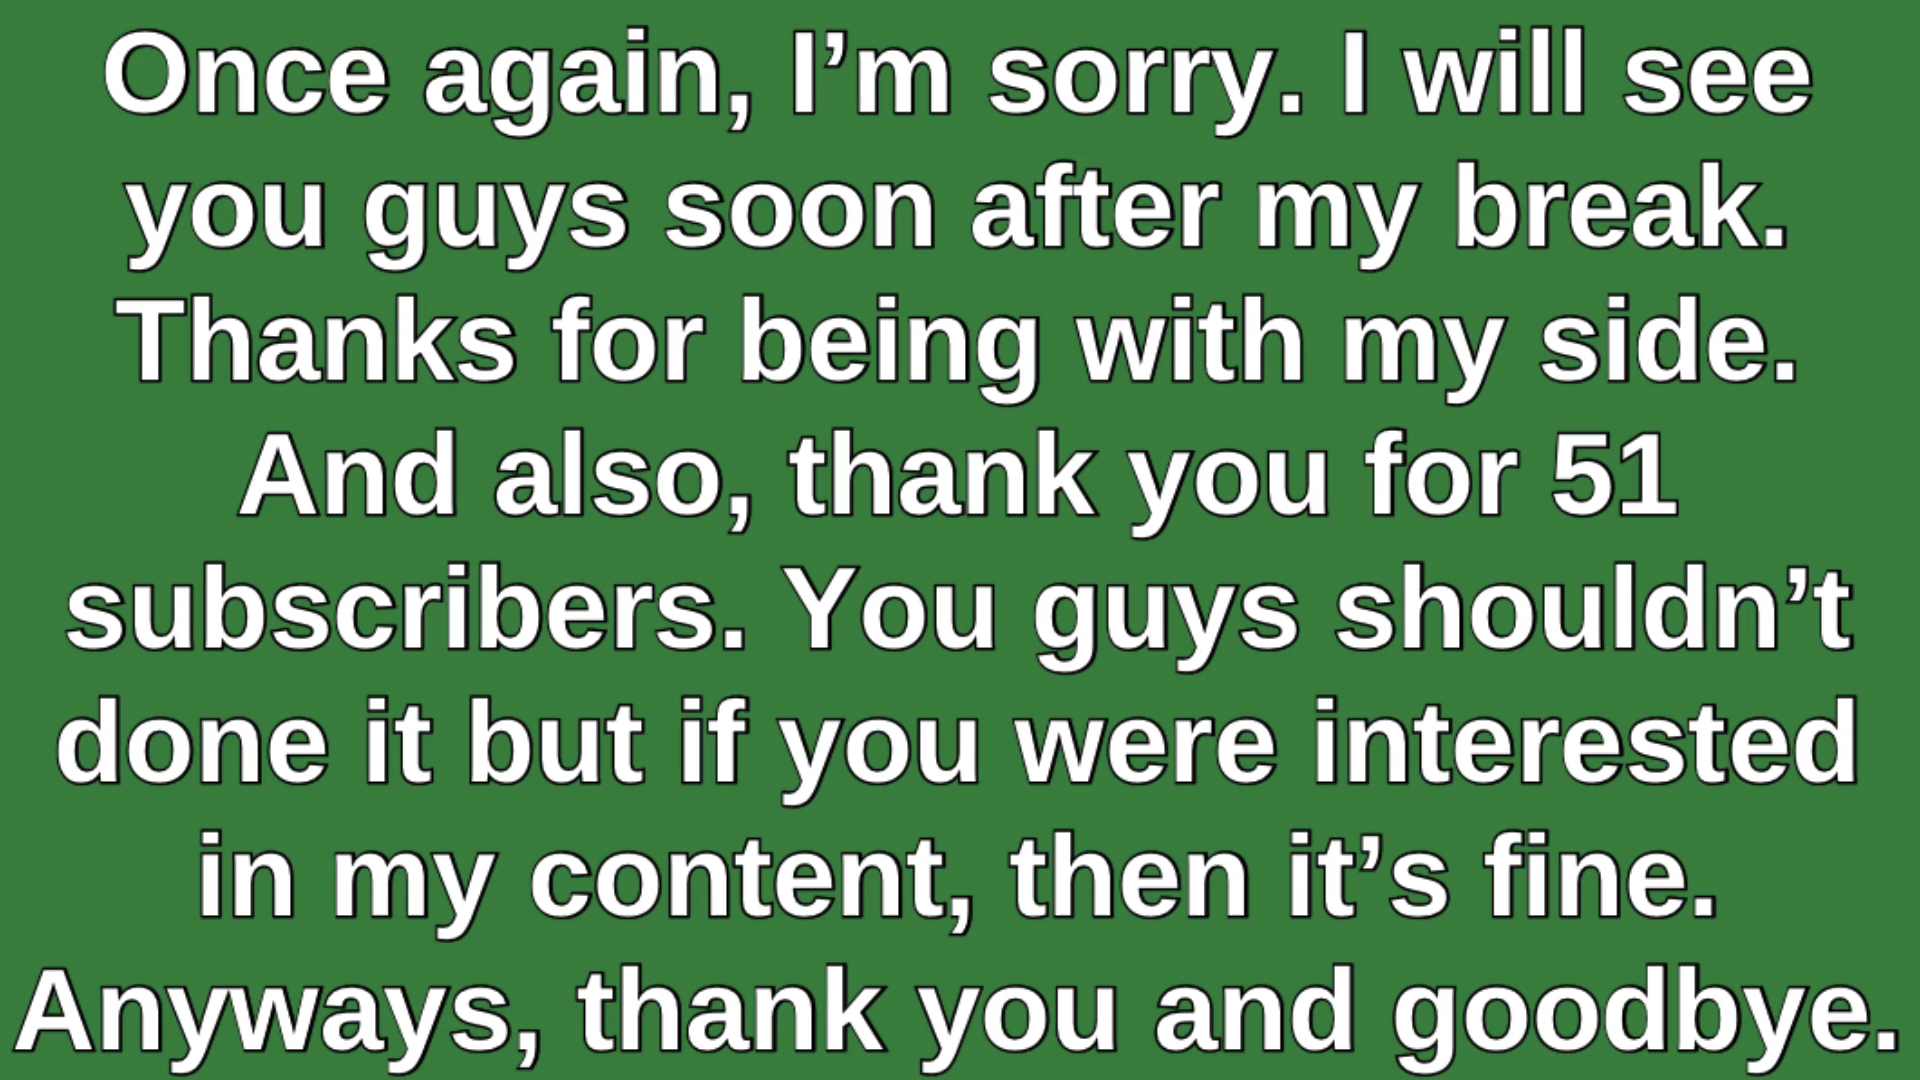 Once again, I’m sorry. I will see
you guys soon after my break.
Thanks for being with my side.
And also, thank you for 51
subscribers. You guys shouldn’t
done it but if you were interested
in my content, then it’s fine.
Anyways, thank you and goodbye.